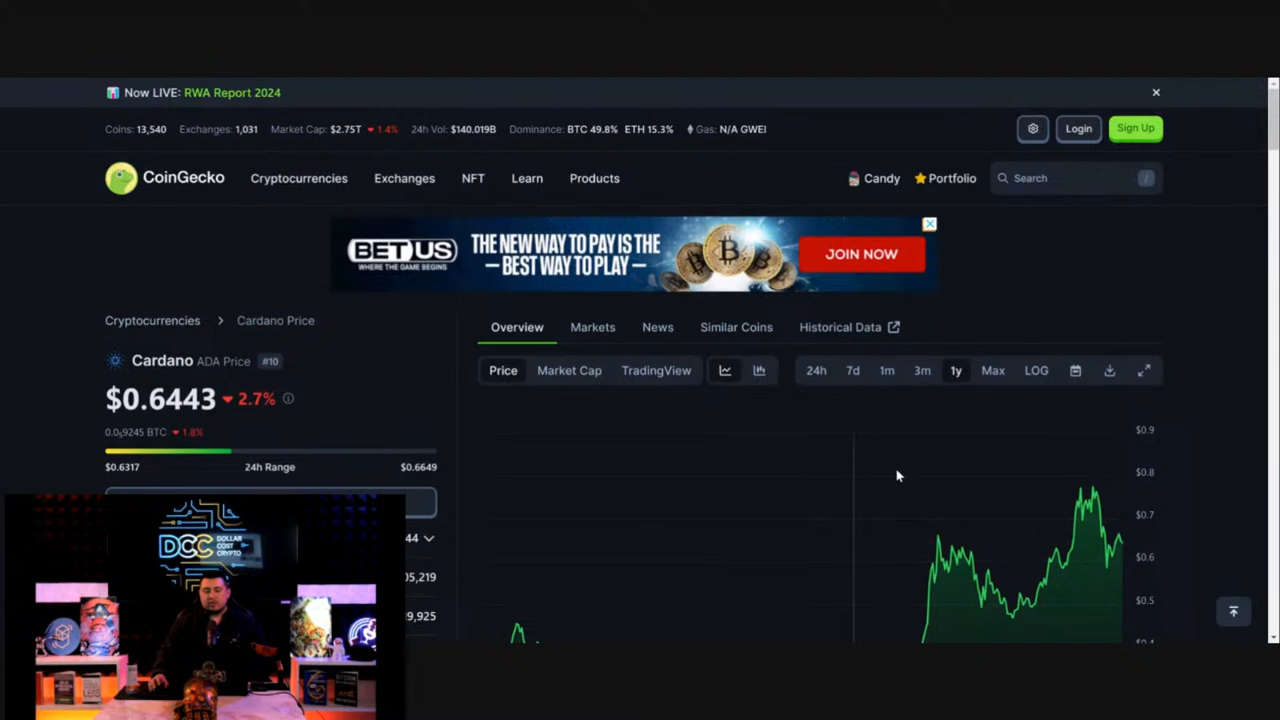 Now LIVE: RWA Report 2024
Coins: 13,540 Exchanges: 1,031 Market Cap: $2.75T 1.4% 24h Vol: $140.019B Dominance: BTC 49.8% ETH 15.3% Gas: N/A GWEI
Login
Sign Up
CoinGecko
Cryptocurrencies
Exchanges
NFT
Learn
Products
Candy
Portfolio
Search
/
BETUS
WHERE THE GAME BEGINS
THE NEW WAY TO PAY IS THE
–BEST WAY TO PLAY–
JOIN NOW
Cryptocurrencies > Cardano Price
Cardano ADA Price #10
$0.6443 2.7%
0.0₅9245 BTC 1.8%
$0.6317 24h Range $0.6649
44
05,219
9,925
Overview Markets News Similar Coins Historical Data
Price Market Cap TradingView
24h 7d 1m 3m 1y Max LOG
$0.9
$0.8
$0.7
$0.6
$0.5
DCC
DOLLAR
COST
CRYPTO